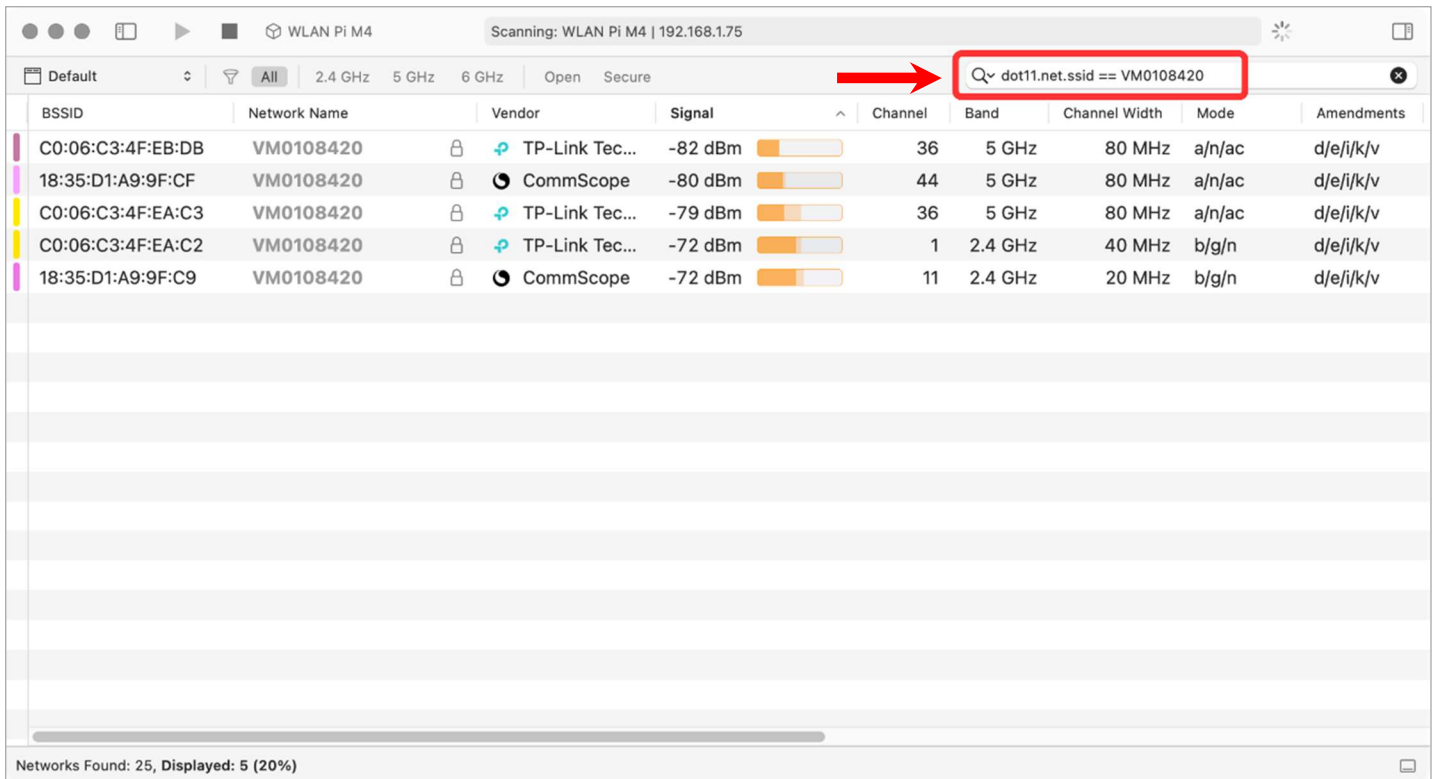 WLAN Pi M4 Scanning: WLAN Pi M4 | 192.168.1.75
Default All 2.4 GHz 5 GHz 6 GHz Open Secure dot11.net.ssid == VM0108420
BSSID Network Name Vendor Signal Channel Band Channel Width Mode Amendments
C0:06:C3:4F:EB:DB VM0108420 TP-Link Tec... -82 dBm 36 5 GHz 80 MHz a/n/ac d/e/i/k/v
18:35:D1:A9:9F:CF VM0108420 CommScope -80 dBm 44 5 GHz 80 MHz a/n/ac d/e/i/k/v
C0:06:C3:4F:EA:C3 VM0108420 TP-Link Tec... -79 dBm 36 5 GHz 80 MHz a/n/ac d/e/i/k/v
C0:06:C3:4F:EA:C2 VM0108420 TP-Link Tec... -72 dBm 1 2.4 GHz 40 MHz b/g/n d/e/i/k/v
18:35:D1:A9:9F:C9 VM0108420 CommScope -72 dBm 11 2.4 GHz 20 MHz b/g/n d/e/i/k/v
Networks Found: 25, Displayed: 5 (20%)